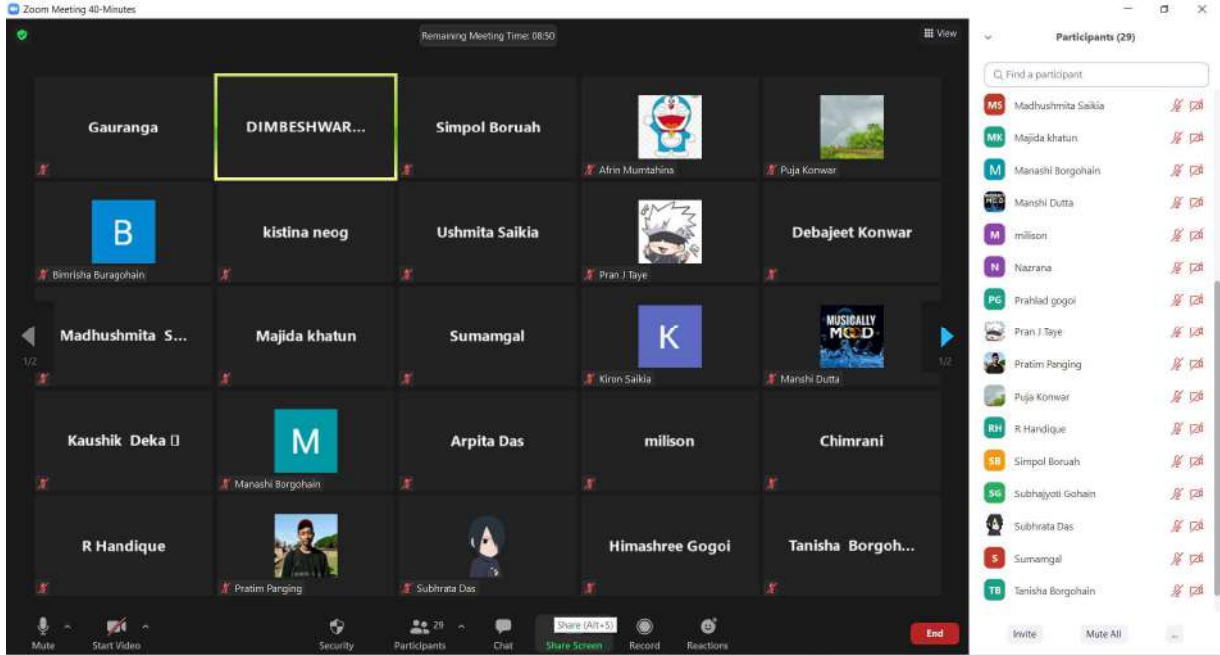 Zoom Meeting 40-Minutes
Remaining Meeting Time: 08:50
View
Gauranga
DIMBESHWAR...
Simpol Boruah
Afrin Mumtahina
Puja Konwar
B
Bimrisha Buragohain
kistina neog
Ushmita Saikia
Pran J Taye
Debajeet Konwar
Madhushmita S...
Majida khatun
Sumamgal
K
Kiron Saikia
MUSICALLY
MOD
Manshi Dutta
1/2
1/2
Kaushik Deka
M
Manashi Borgohain
Arpita Das
milison
Chimrani
R Handique
Pratim Panging
Subhrata Das
Himashree Gogoi
Tanisha Borgoh...
Mute
Start Video
Security
29
Participants
Chat
Share (Alt+S)
Share Screen
Record
Reactions
End
Participants (29)
Find a participant
MS Madhushmita Saikia
MK Majida khatun
M Manashi Borgohain
Manshi Dutta
M milison
N Nazrana
PG Prahlad gogoi
Pran J Taye
Pratim Panging
Puja Konwar
RH R Handique
SB Simpol Boruah
SG Subhajyoti Gohain
Subhrata Das
S Sumamgal
TB Tanisha Borgohain
Invite
Mute All
...